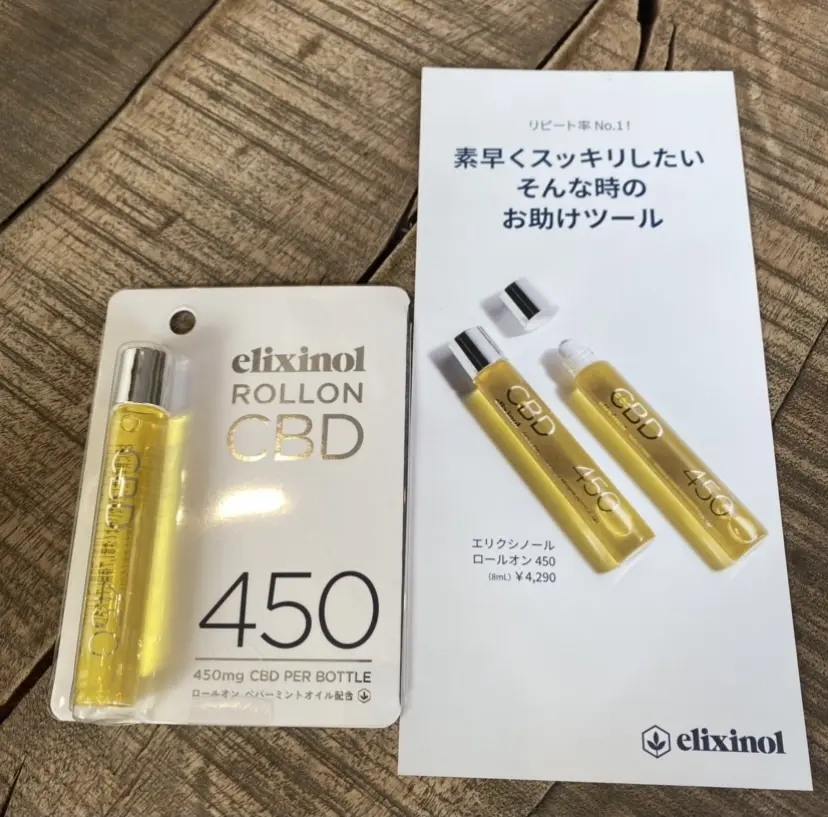 elixinol
ROLLON
CBD
450
450mg CBD PER BOTTLE
ロールオン ペパーミントオイル配合
CBD
リピート率 No.1!
素早くスッキリしたい
そんな時の
お助けツール
CBD
450
CBD
450
エリクシノール
ロールオン 450
(8mL) ¥4,290
elixinol